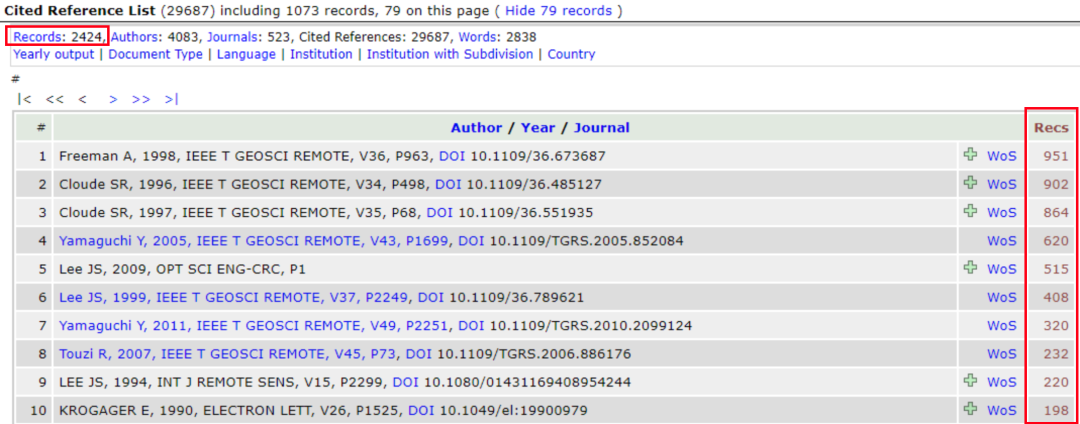 Cited Reference List (29687) including 1073 records, 79 on this page ( Hide 79 records )
Records: 2424, Authors: 4083, Journals: 523, Cited References: 29687, Words: 2838
Yearly output | Document Type | Language | Institution | Institution with Subdivision | Country
#
|< << < > >> >|
# Author / Year / Journal Recs
1 Freeman A, 1998, IEEE T GEOSCI REMOTE, V36, P963, DOI 10.1109/36.673687 WoS 951
2 Cloude SR, 1996, IEEE T GEOSCI REMOTE, V34, P498, DOI 10.1109/36.485127 WoS 902
3 Cloude SR, 1997, IEEE T GEOSCI REMOTE, V35, P68, DOI 10.1109/36.551935 WoS 864
4 Yamaguchi Y, 2005, IEEE T GEOSCI REMOTE, V43, P1699, DOI 10.1109/TGRS.2005.852084 WoS 620
5 Lee JS, 2009, OPT SCI ENG-CRC, P1 WoS 515
6 Lee JS, 1999, IEEE T GEOSCI REMOTE, V37, P2249, DOI 10.1109/36.789621 WoS 408
7 Yamaguchi Y, 2011, IEEE T GEOSCI REMOTE, V49, P2251, DOI 10.1109/TGRS.2010.2099124 WoS 320
8 Touzi R, 2007, IEEE T GEOSCI REMOTE, V45, P73, DOI 10.1109/TGRS.2006.886176 WoS 232
9 LEE JS, 1994, INT J REMOTE SENS, V15, P2299, DOI 10.1080/01431169408954244 WoS 220
10 KROGAGER E, 1990, ELECTRON LETT, V26, P1525, DOI 10.1049/el:19900979 WoS 198